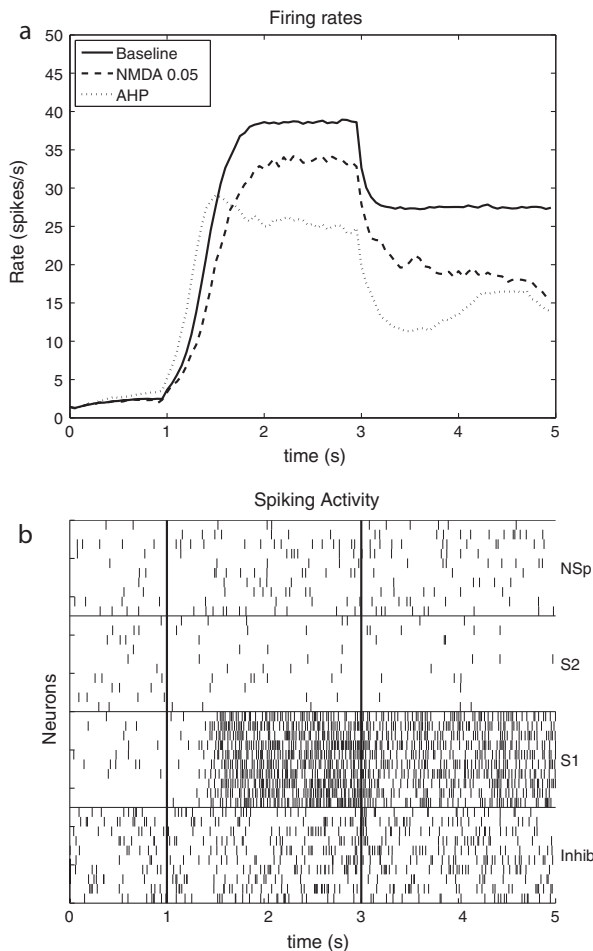 a
Firing rates
Baseline
NMDA 0.05
AHP
50
45
40
35
30
25
20
15
10
5
0
Rate (spikes/s)
0 1 2 3 4 5
time (s)
b
Spiking Activity
NSp
S2
S1
Inhib
Neurons
0 1 2 3 4 5
time (s)